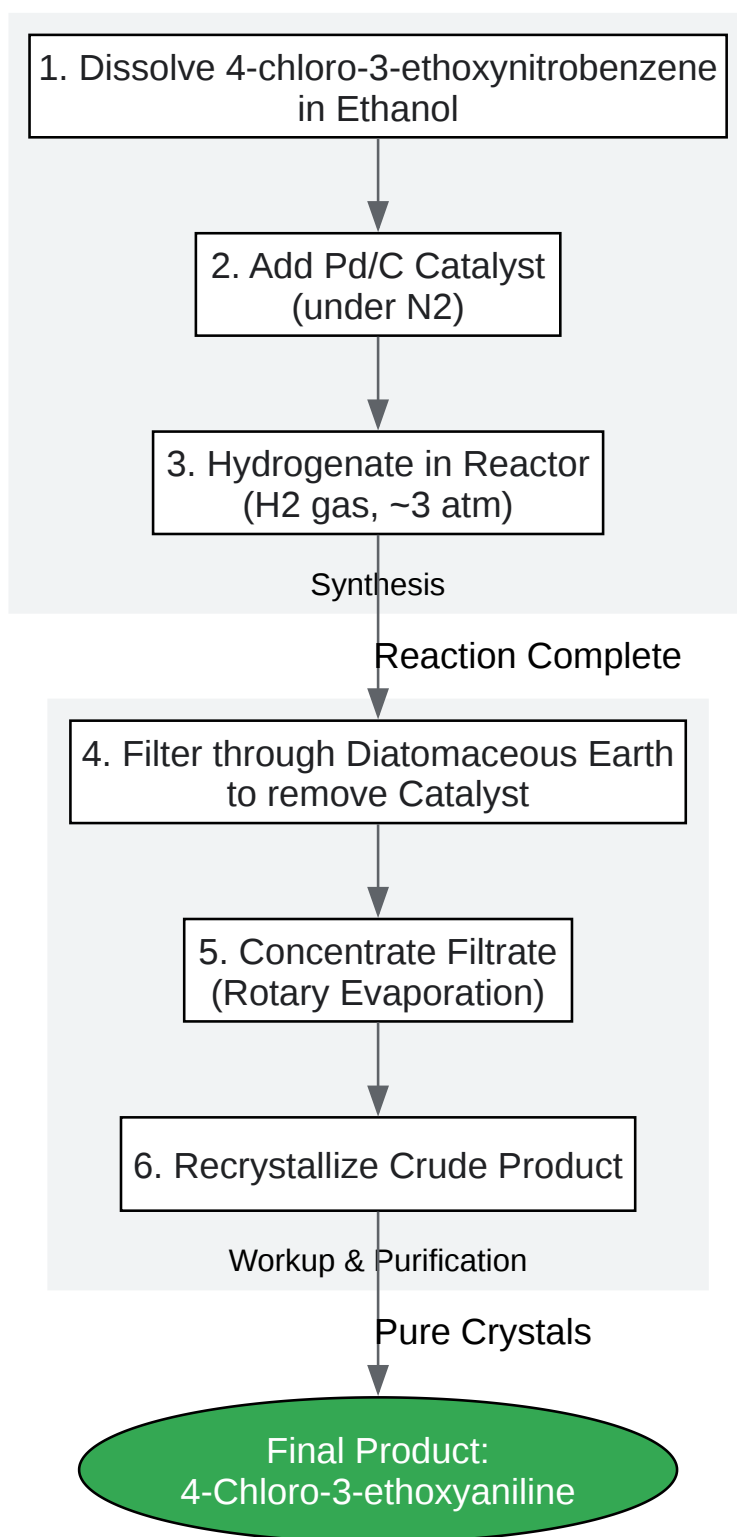 1. Dissolve 4-chloro-3-ethoxynitrobenzene
in Ethanol
2. Add Pd/C Catalyst
(under N2)
3. Hydrogenate in Reactor
(H2 gas, ~3 atm)
Synthesis
Reaction Complete
4. Filter through Diatomaceous Earth
to remove Catalyst
5. Concentrate Filtrate
(Rotary Evaporation)
6. Recrystallize Crude Product
Workup & Purification
Pure Crystals
Final Product:
4-Chloro-3-ethoxyaniline